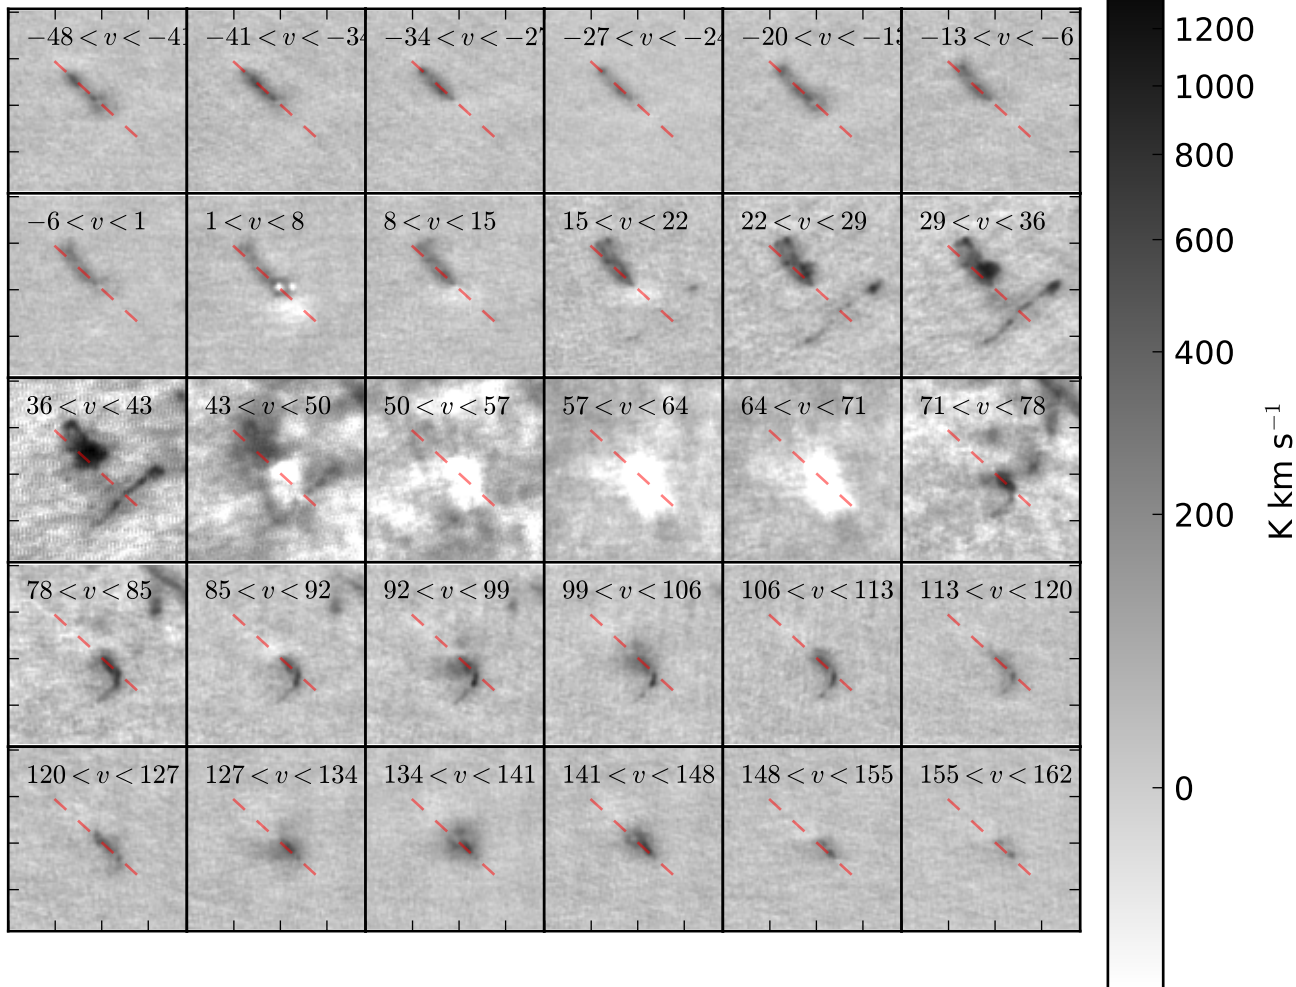 −48 < v < −41
−41 < v < −34
−34 < v < −27
−27 < v < −24
−20 < v < −13
−13 < v < −6
−6 < v < 1
1 < v < 8
8 < v < 15
15 < v < 22
22 < v < 29
29 < v < 36
36 < v < 43
43 < v < 50
50 < v < 57
57 < v < 64
64 < v < 71
71 < v < 78
78 < v < 85
85 < v < 92
92 < v < 99
99 < v < 106
106 < v < 113
113 < v < 120
120 < v < 127
127 < v < 134
134 < v < 141
141 < v < 148
148 < v < 155
155 < v < 162
1200
1000
800
600
400
200
0
K km s⁻¹